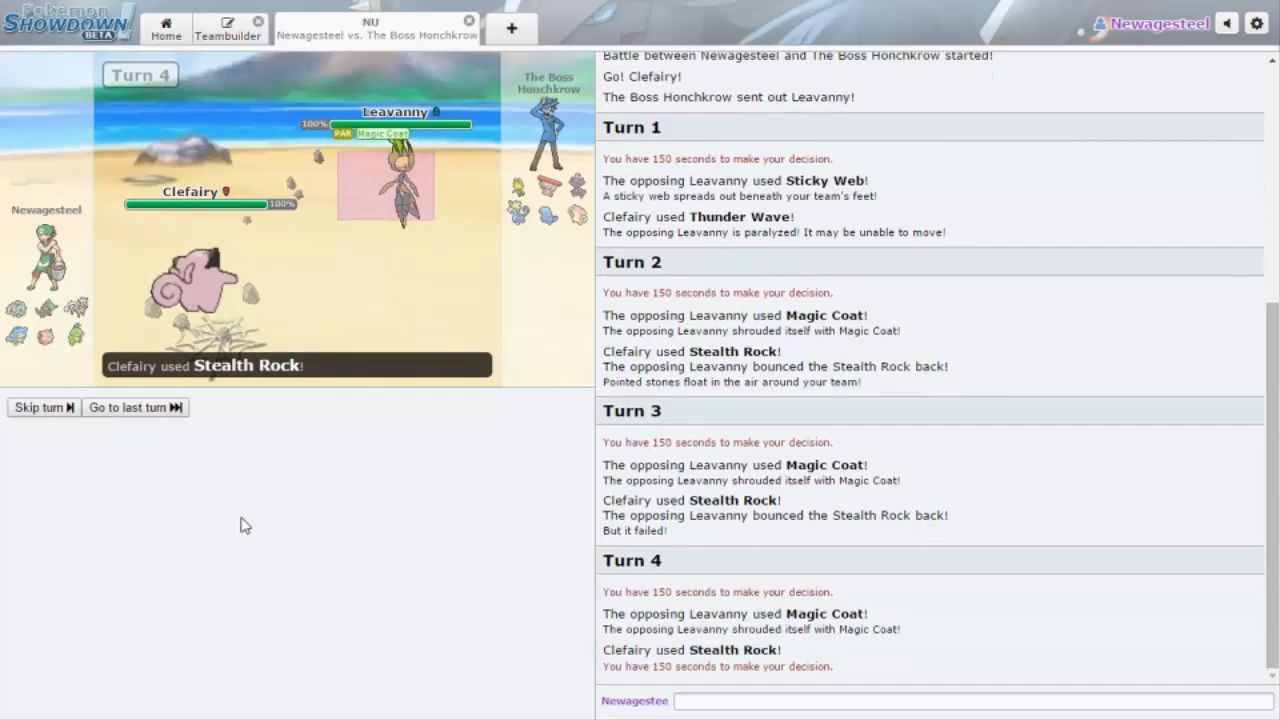 Pokémon
SHOWDOWN!
BETA
Home
Teambuilder
NU
Newagesteel vs. The Boss Honchkrow
+
Newagesteel
Turn 4
Leavanny
100%
PAR Magic Coat
Clefairy
100%
Newagesteel
The Boss
Honchkrow
Clefairy used Stealth Rock!
Skip turn
Go to last turn
Battle between Newagesteel and The Boss Honchkrow started!
Go! Clefairy!
The Boss Honchkrow sent out Leavanny!
Turn 1
You have 150 seconds to make your decision.
The opposing Leavanny used Sticky Web!
A sticky web spreads out beneath your team's feet!
Clefairy used Thunder Wave!
The opposing Leavanny is paralyzed! It may be unable to move!
Turn 2
You have 150 seconds to make your decision.
The opposing Leavanny used Magic Coat!
The opposing Leavanny shrouded itself with Magic Coat!
Clefairy used Stealth Rock!
The opposing Leavanny bounced the Stealth Rock back!
Pointed stones float in the air around your team!
Turn 3
You have 150 seconds to make your decision.
The opposing Leavanny used Magic Coat!
The opposing Leavanny shrouded itself with Magic Coat!
Clefairy used Stealth Rock!
The opposing Leavanny bounced the Stealth Rock back!
But it failed!
Turn 4
You have 150 seconds to make your decision.
The opposing Leavanny used Magic Coat!
The opposing Leavanny shrouded itself with Magic Coat!
Clefairy used Stealth Rock!
You have 150 seconds to make your decision.
Newagestee